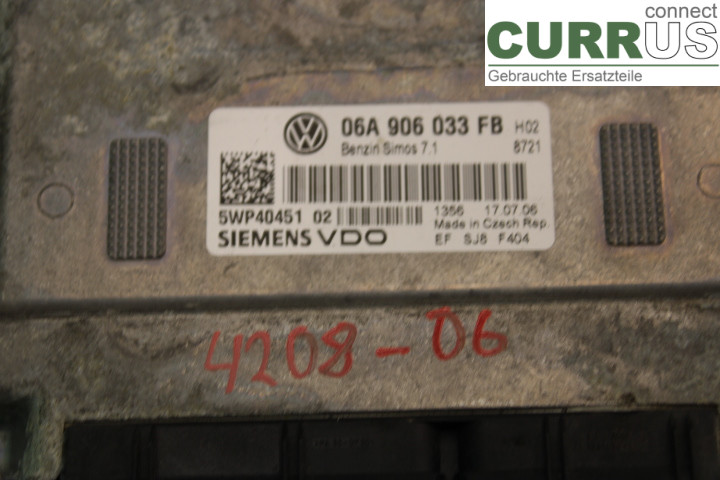 connect
CURRUS
Gebrauchte Ersatzteile
06A 906 033 FB H02
Benzin Simos 7.1 8721
5WP40451 02 1356 17.07.06
Made in Czech Rep.
SIEMENS VDO EF SJ8 F404
4208-06